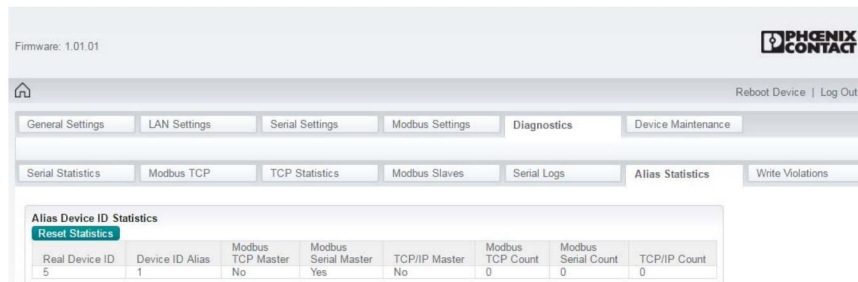 Firmware: 1.01.01
PHŒNIX
CONTACT
Reboot Device | Log Out
General Settings LAN Settings Serial Settings Modbus Settings Diagnostics Device Maintenance
Serial Statistics Modbus TCP TCP Statistics Modbus Slaves Serial Logs Alias Statistics Write Violations
Alias Device ID Statistics
Reset Statistics
Real Device ID Device ID Alias Modbus TCP Master Modbus Serial Master TCP/IP Master Modbus TCP Count Modbus Serial Count TCP/IP Count
5 1 No Yes No 0 0 0